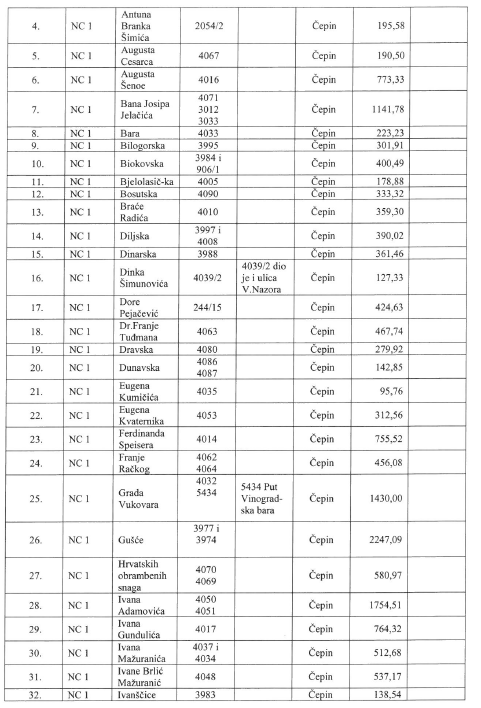 4. NC 1 Antuna Branka Šimića 2054/2 Čepin 195,58
5. NC 1 Augusta Cesarca 4067 Čepin 190,50
6. NC 1 Augusta Šenoe 4016 Čepin 773,33
7. NC 1 Bana Josipa Jelačića 4071 3012 3033 Čepin 1141,78
8. NC 1 Bara 4033 Čepin 223,23
9. NC 1 Bilogorska 3995 Čepin 301,91
10. NC 1 Biokovska 3984 i 906/1 Čepin 400,49
11. NC 1 Bjelolasič-ka 4005 Čepin 178,88
12. NC 1 Bosutska 4090 Čepin 333,32
13. NC 1 Braće Radića 4010 Čepin 359,30
14. NC 1 Diljska 3997 i 4008 Čepin 390,02
15. NC 1 Dinarska 3988 Čepin 361,46
16. NC 1 Dinka Šimunovića 4039/2 4039/2 dio je i ulica V.Nazora Čepin 127,33
17. NC 1 Dore Pejačević 244/15 Čepin 424,63
18. NC 1 Dr.Franje Tuđmana 4063 Čepin 467,74
19. NC 1 Dravska 4080 Čepin 279,92
20. NC 1 Dunavska 4086 4087 Čepin 142,85
21. NC 1 Eugena Kumičića 4035 Čepin 95,76
22. NC 1 Eugena Kvaternika 4053 Čepin 312,56
23. NC 1 Ferdinanda Speisera 4014 Čepin 755,52
24. NC 1 Franje Račkog 4062 4064 Čepin 456,08
25. NC 1 Grada Vukovara 4032 5434 5434 Put Vinograd-ska bara Čepin 1430,00
26. NC 1 Gušće 3977 i 3974 Čepin 2247,09
27. NC 1 Hrvatskih obrambenih snaga 4070 4069 Čepin 580,97
28. NC 1 Ivana Adamovića 4050 4051 Čepin 1754,51
29. NC 1 Ivana Gundulića 4017 Čepin 764,32
30. NC 1 Ivana Mažuranića 4037 i 4034 Čepin 512,68
31. NC 1 Ivane Brlić Mažuranić 4048 Čepin 537,17
32. NC 1 Ivanščice 3983 Čepin 138,54